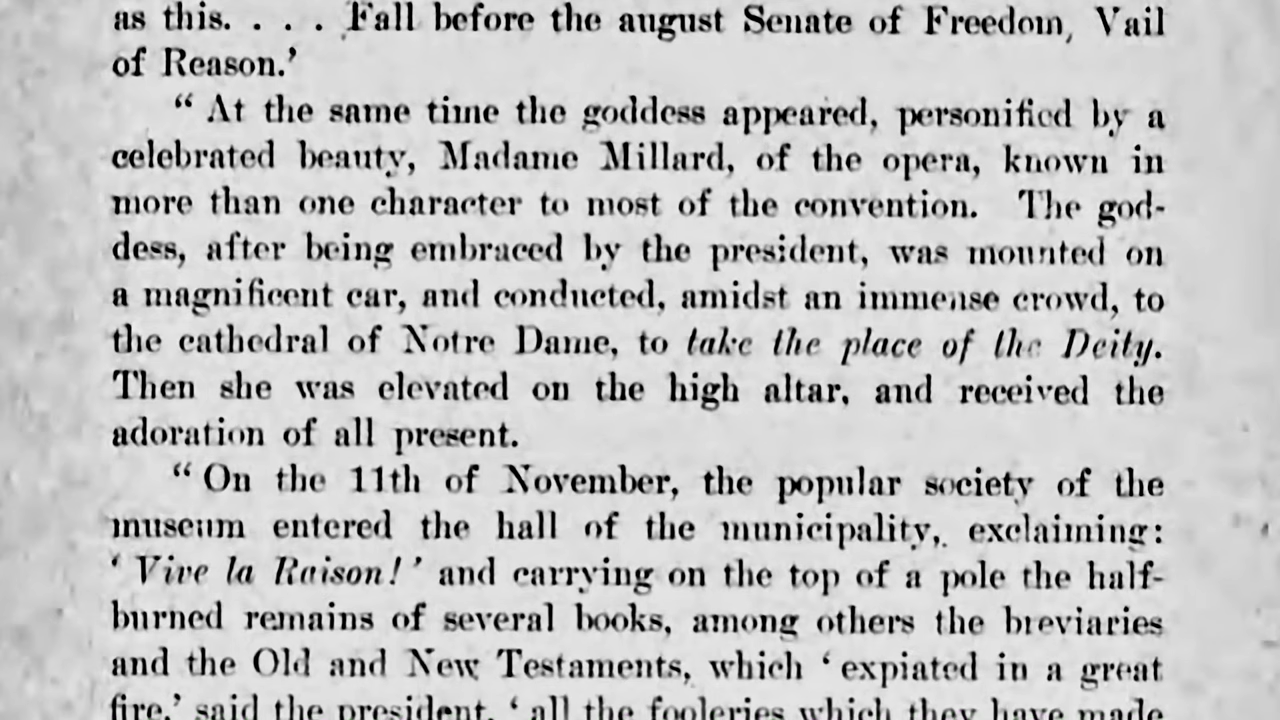 as this. . . . Fall before the august Senate of Freedom, Vail
of Reason.’
“ At the same time the goddess appeared, personified by a
celebrated beauty, Madame Millard, of the opera, known in
more than one character to most of the convention. The god-
dess, after being embraced by the president, was mounted on
a magnificent car, and conducted, amidst an immense crowd, to
the cathedral of Notre Dame, to take the place of the Deity.
Then she was elevated on the high altar, and received the
adoration of all present.
“ On the 11th of November, the popular society of the
museum entered the hall of the municipality, exclaiming:
‘ Vive la Raison! ’ and carrying on the top of a pole the half-
burned remains of several books, among others the breviaries
and the Old and New Testaments, which ‘ expiated in a great
fire,’ said the president, ‘ all the fooleries which they have made